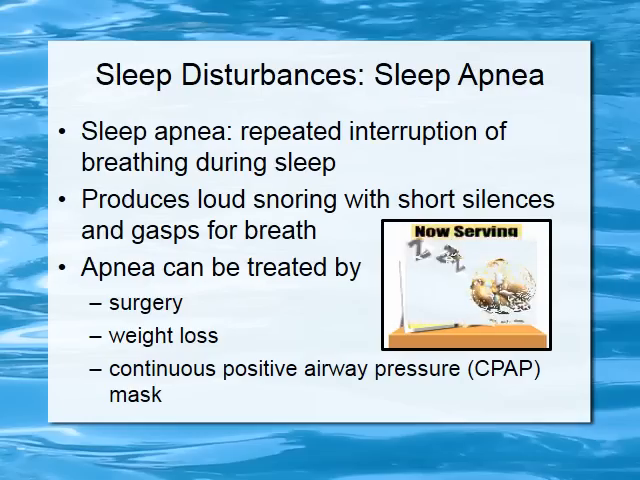 Sleep Disturbances: Sleep Apnea
• Sleep apnea: repeated interruption of
breathing during sleep
• Produces loud snoring with short silences
and gasps for breath
Now Serving
• Apnea can be treated by
– surgery
– weight loss
– continuous positive airway pressure (CPAP)
mask